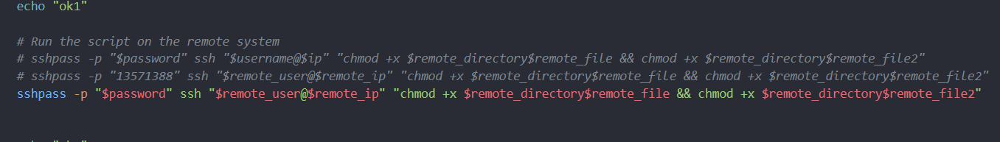 echo "ok1"
# Run the script on the remote system
# sshpass -p "$password" ssh "$username@$ip" "chmod +x $remote_directory$remote_file && chmod +x $remote_directory$remote_file2"
# sshpass -p "13571388" ssh "$remote_user@$remote_ip" "chmod +x $remote_directory$remote_file && chmod +x $remote_directory$remote_file2"
sshpass -p "$password" ssh "$remote_user@$remote_ip" "chmod +x $remote_directory$remote_file && chmod +x $remote_directory$remote_file2"